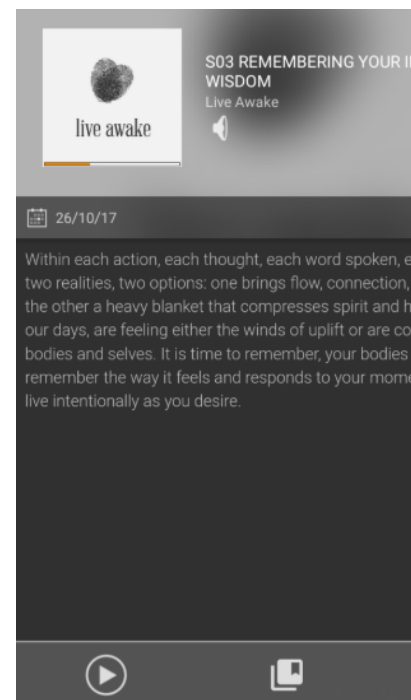 S03 REMEMBERING YOUR
WISDOM
Live Awake
live awake
26/10/17
Within each action, each thought, each word spoken,
two realities, two options: one brings flow, connection,
the other a heavy blanket that compresses spirit and
our days, are feeling either the winds of uplift or are
bodies and selves. It is time to remember, your bodies
remember the way it feels and responds to your
live intentionally as you desire.